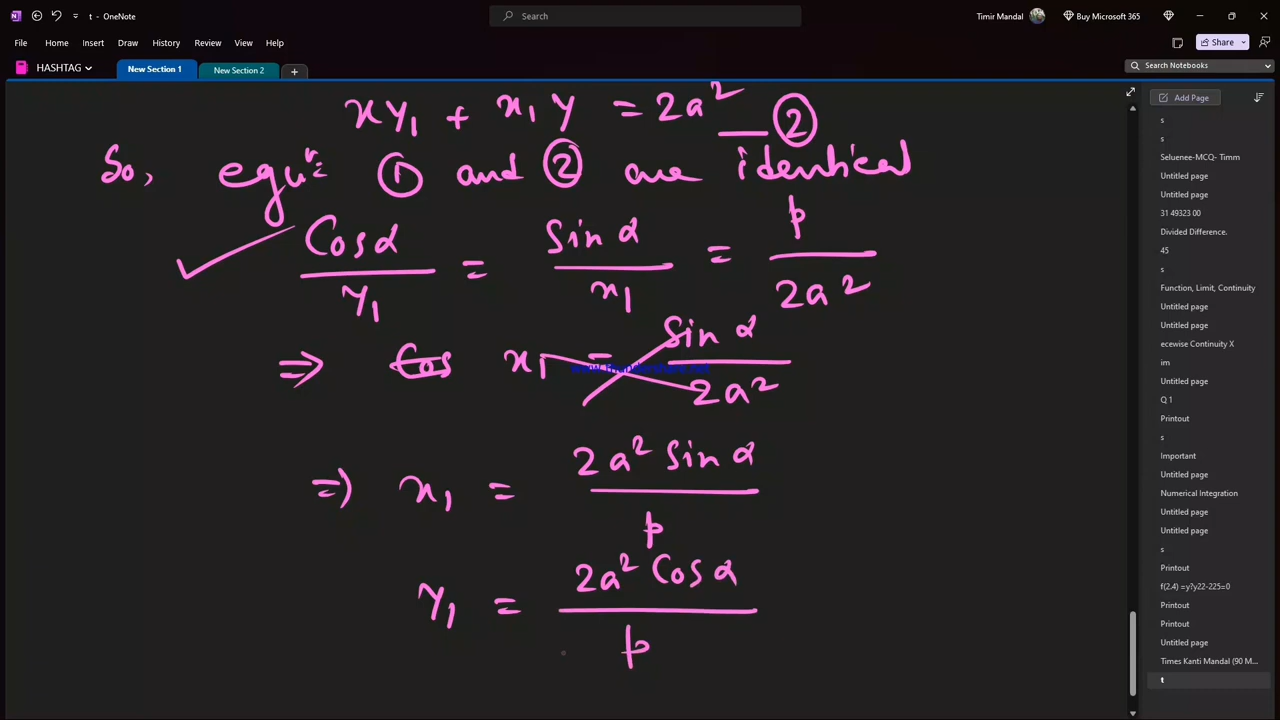 t - OneNote
Search
Timir Mandal
Buy Microsoft 365
File Home Insert Draw History Review View Help
Share
HASHTAG
New Section 1
New Section 2
+
Search Notebooks
Add Page
xy₁ + x₁y = 2a² —— ②
So, equⁿ ① and ② are identical
Cosα / y₁ = Sin α / x₁ = p / 2a²
⇒ Cos x₁ = Sin α / 2a²
www.thundershare.net
⇒ x₁ = 2a² Sin α / p
y₁ = 2a² Cos α / p
s
s
Seluenee-MCQ- Timm
Untitled page
Untitled page
31 49323 00
Divided Difference.
45
s
Function, Limit, Continuity
Untitled page
Untitled page
ecewise Continuity X
im
Untitled page
Q 1
Printout
s
Important
Untitled page
Numerical Integration
Untitled page
Untitled page
s
Printout
f(2.4) =y?y22-225=0
Printout
Printout
Untitled page
Times Kanti Mandal (90 M...
t